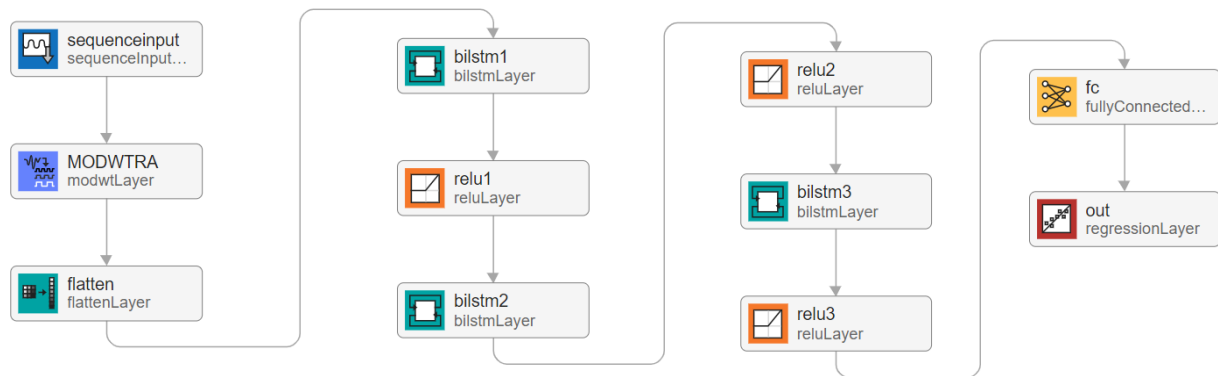 sequenceinput
sequenceInput…
MODWTRA
modwtLayer
flatten
flattenLayer
bilstm1
bilstmLayer
relu1
reluLayer
bilstm2
bilstmLayer
relu2
reluLayer
bilstm3
bilstmLayer
relu3
reluLayer
fc
fullyConnected…
out
regressionLayer